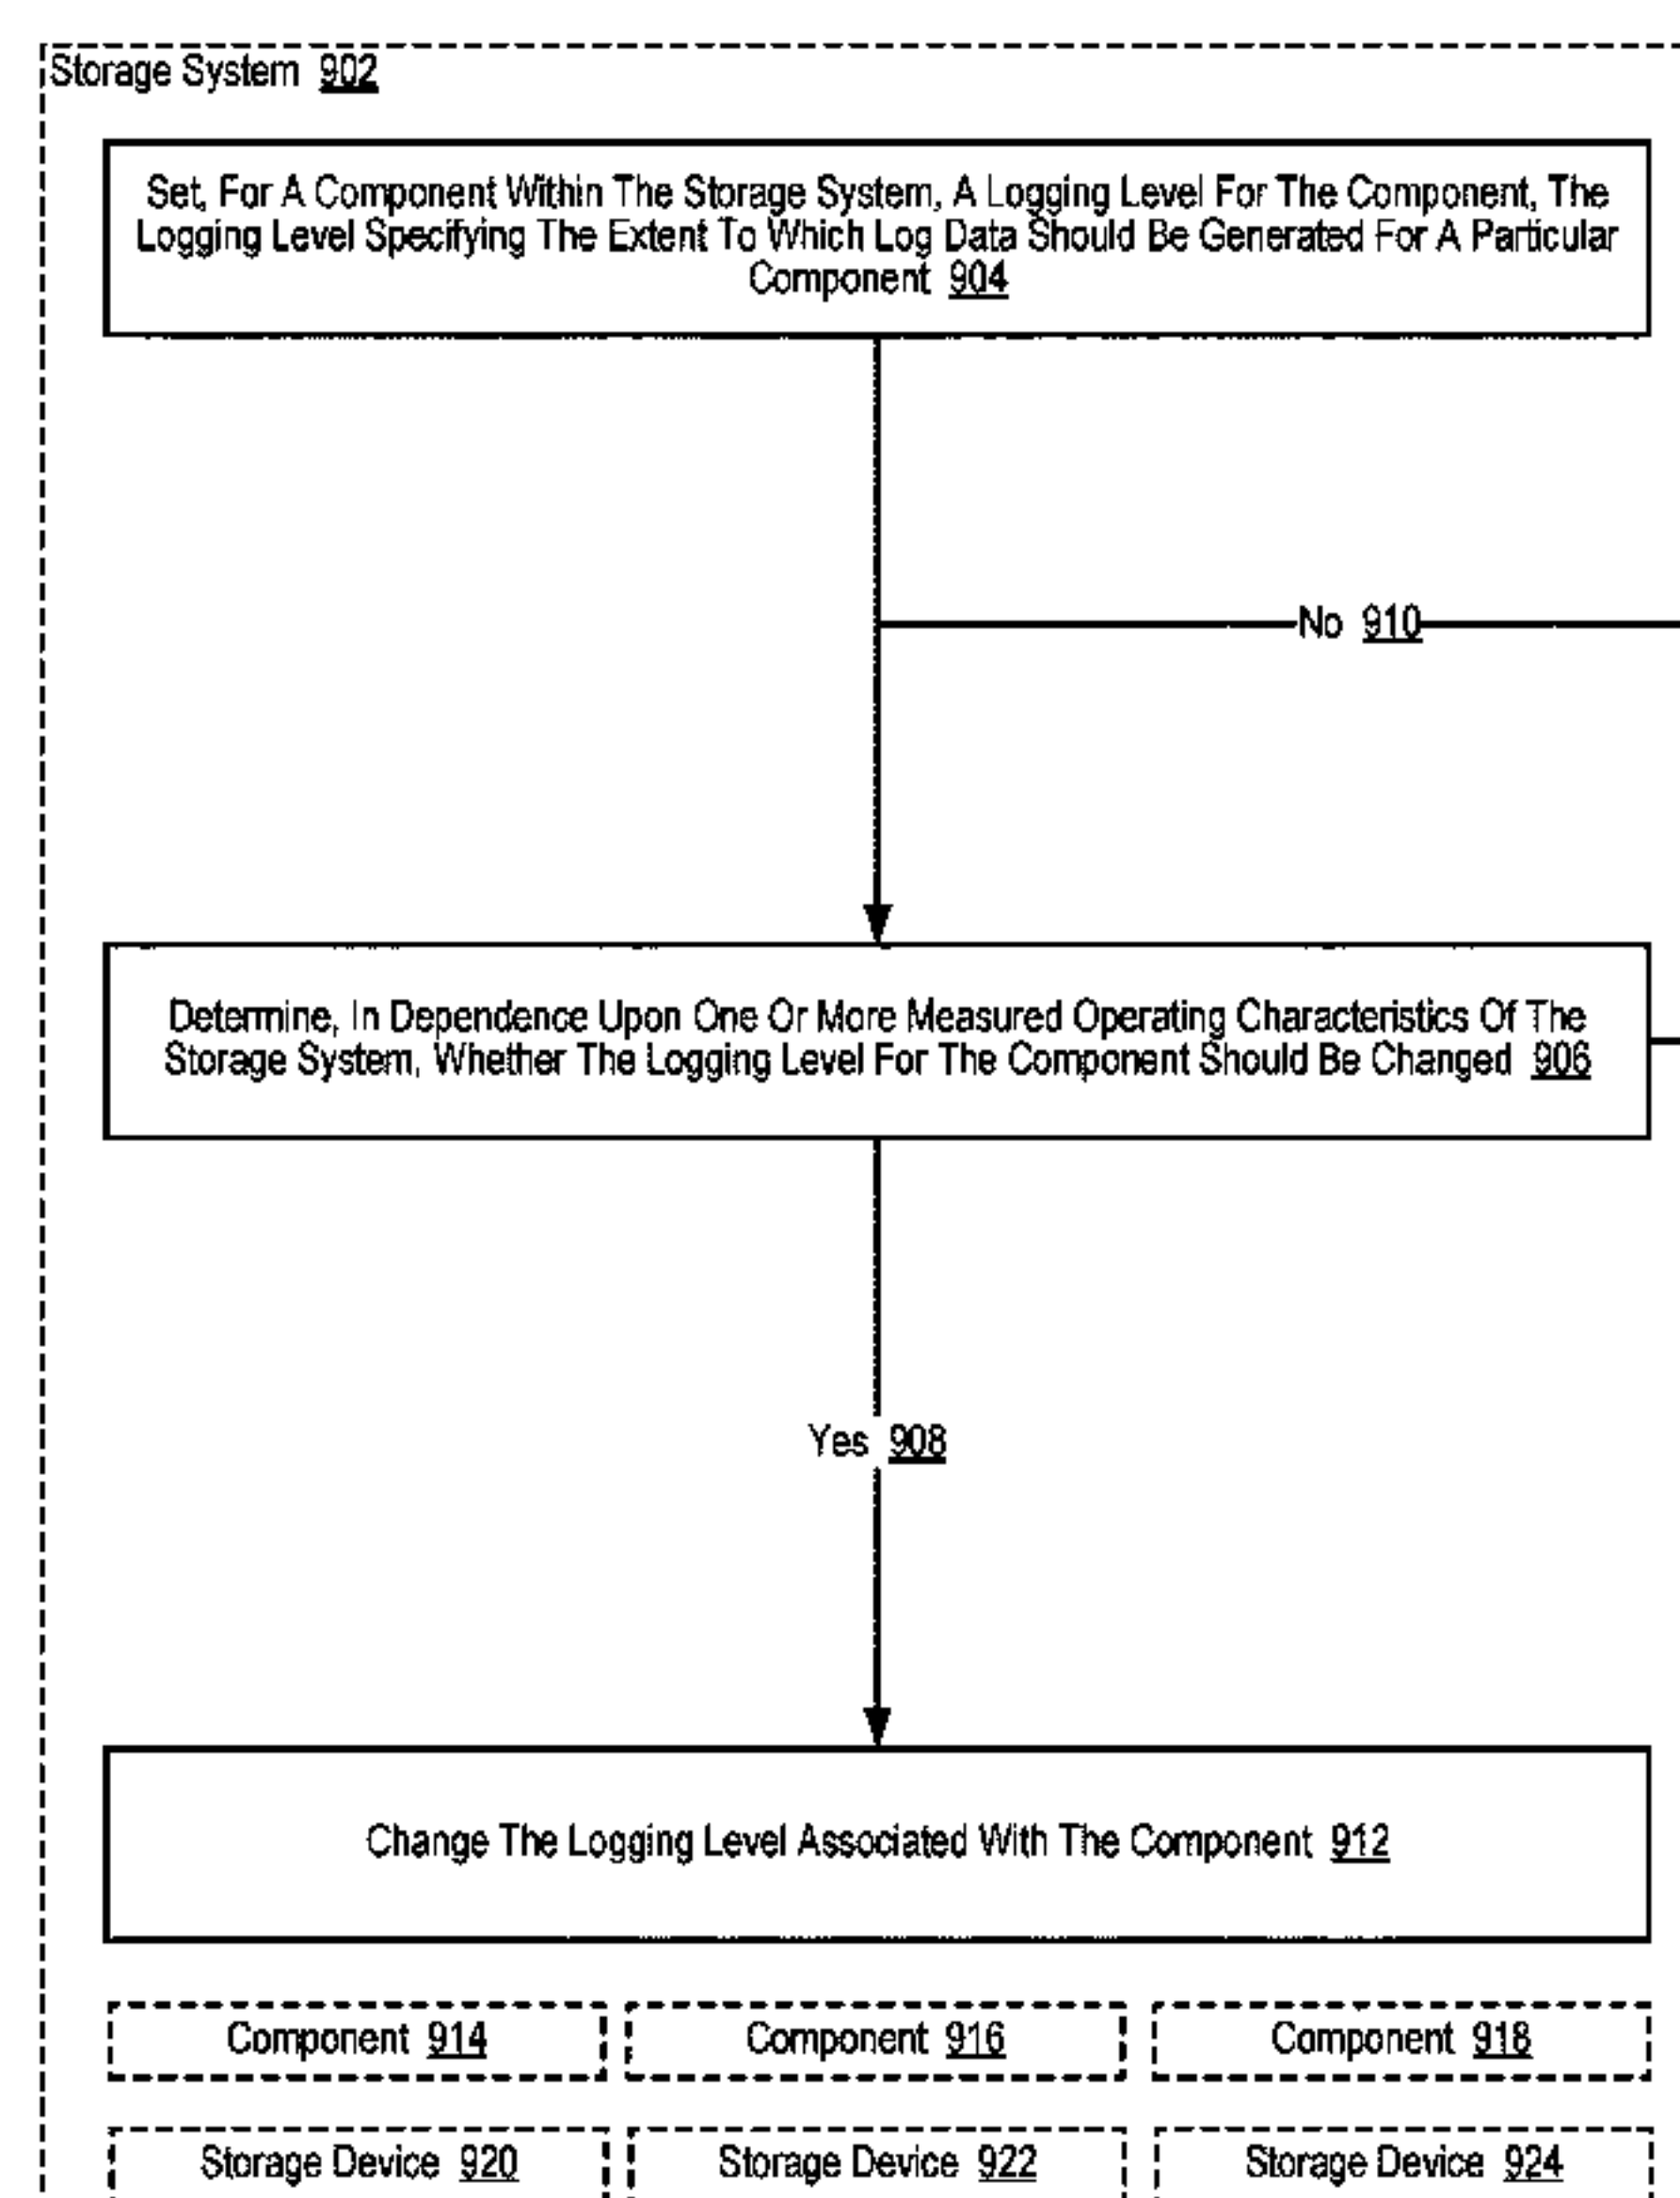 Storage System 902
Set, For A Component Within The Storage System, A Logging Level For The Component, The
Logging Level Specifying The Extent To Which Log Data Should Be Generated For A Particular
Component 904
No 910
Determine, In Dependence Upon One Or More Measured Operating Characteristics Of The
Storage System, Whether The Logging Level For The Component Should Be Changed 906
Yes 908
Change The Logging Level Associated With The Component 912
Component 914
Component 916
Component 918
Storage Device 920
Storage Device 922
Storage Device 924